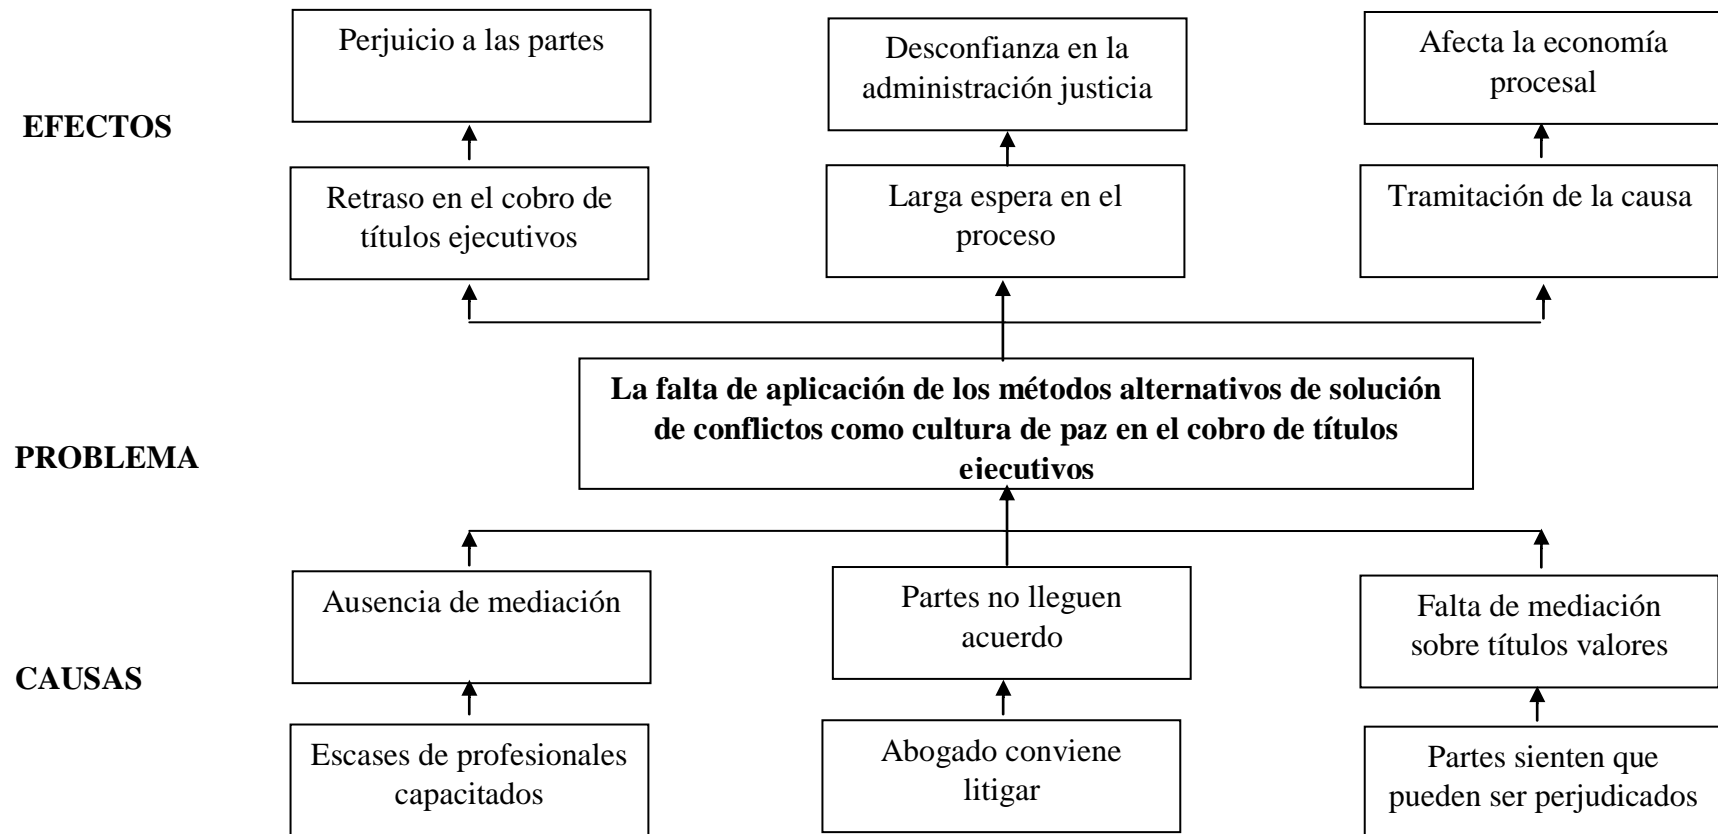 Perjuicio a las partes
Desconfianza en la
administración justicia
Afecta la economía
procesal
EFECTOS
Retraso en el cobro de
títulos ejecutivos
Larga espera en el
proceso
Tramitación de la causa
La falta de aplicación de los métodos alternativos de solución
de conflictos como cultura de paz en el cobro de títulos
ejecutivos
PROBLEMA
Ausencia de mediación
Partes no lleguen
acuerdo
Falta de mediación
sobre títulos valores
CAUSAS
Escases de profesionales
capacitados
Abogado conviene
litigar
Partes sienten que
pueden ser perjudicados